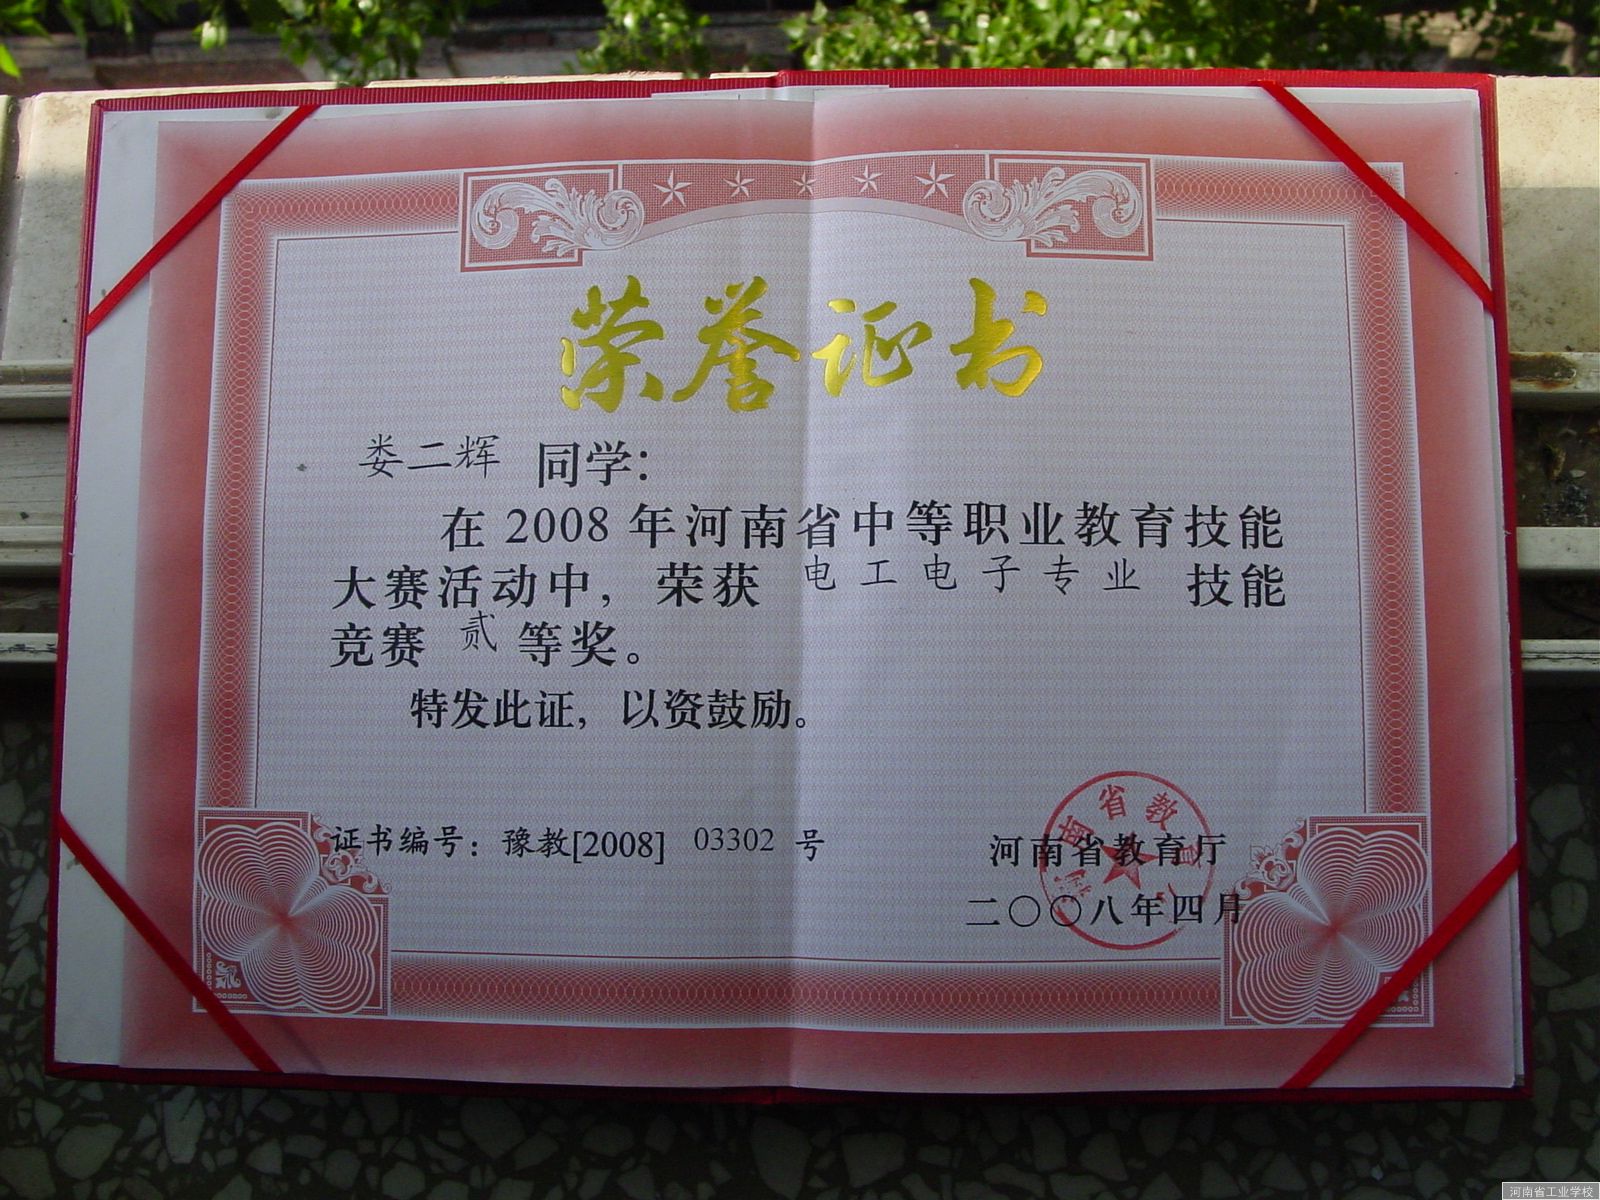 荣誉证书
娄二辉 同学：
在 2008 年河南省中等职业教育技能
大赛活动中，荣获 电工电子专业 技能
竞赛 贰 等奖。
特发此证，以资鼓励。
证书编号：豫教[2008] 03302 号
河南省教育厅
二〇〇八年四月
省教育
河南省工业学校